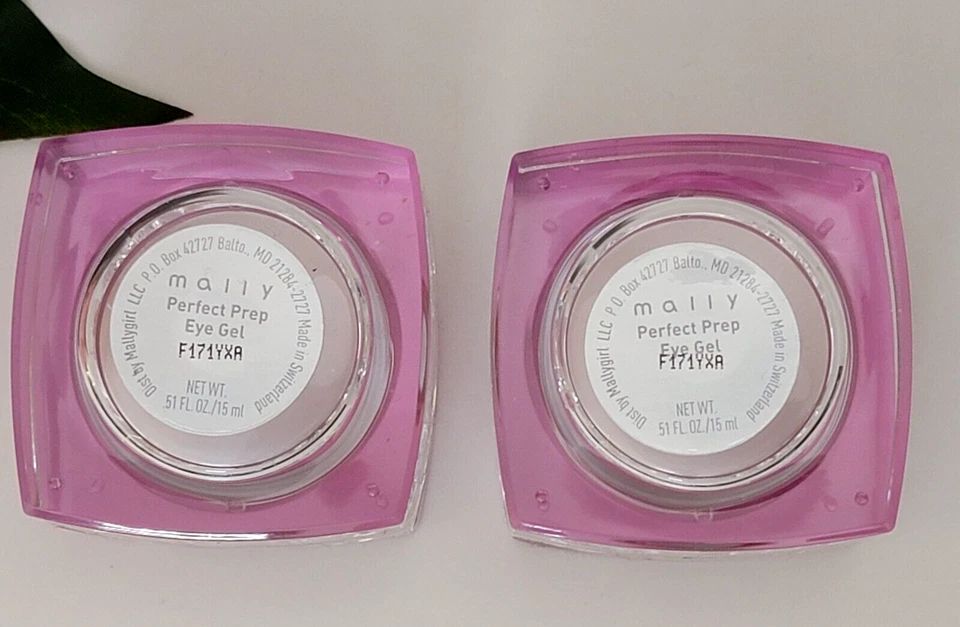 Dist by Mallygirl LLC P.O. Box 42727 Balto., MD 21284-2727 Made in Switzerland
mally
Perfect Prep
Eye Gel
F171YXA
NET WT.
.51 FL. OZ./15 ml
Dist by Mallygirl LLC P.O. Box 42727 Balto., MD 21284-2727 Made in Switzerland
mally
Perfect Prep
Eye Gel
F171YXA
NET WT.
.51 FL. OZ./15 ml